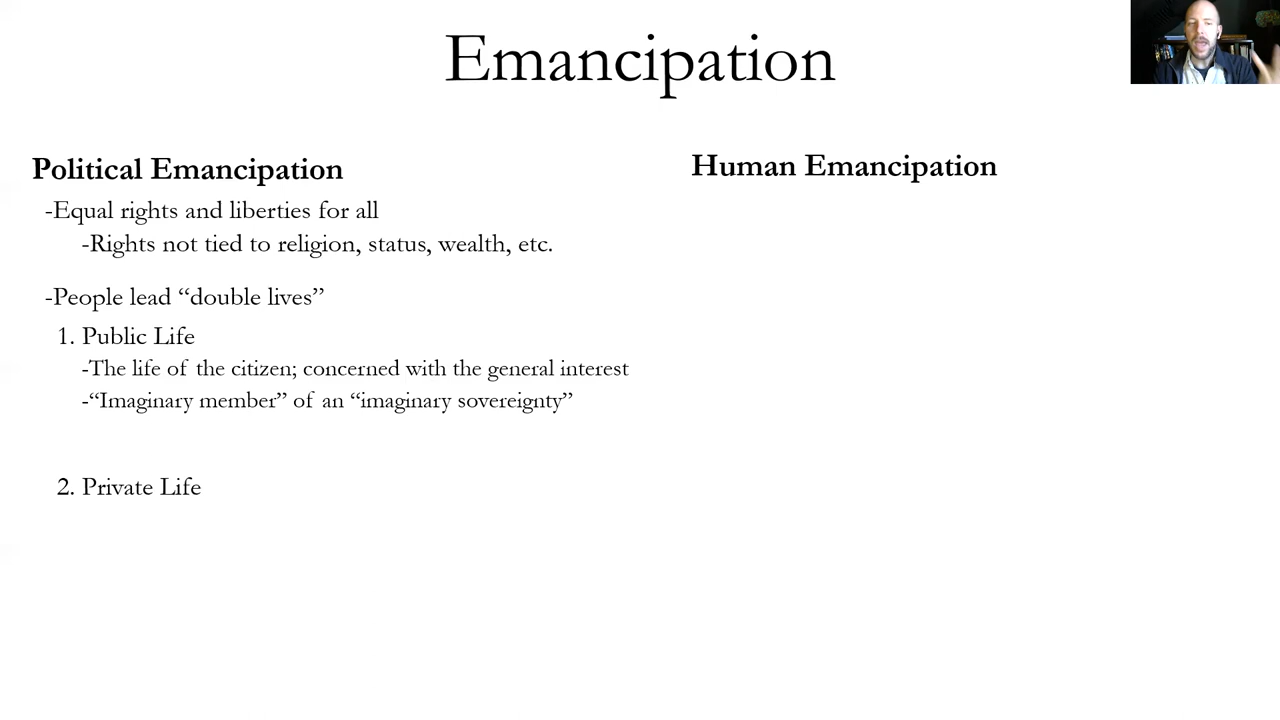 Emancipation
Political Emancipation
-Equal rights and liberties for all
-Rights not tied to religion, status, wealth, etc.
-People lead “double lives”
1. Public Life
-The life of the citizen; concerned with the general interest
-“Imaginary member” of an “imaginary sovereignty”
2. Private Life
Human Emancipation